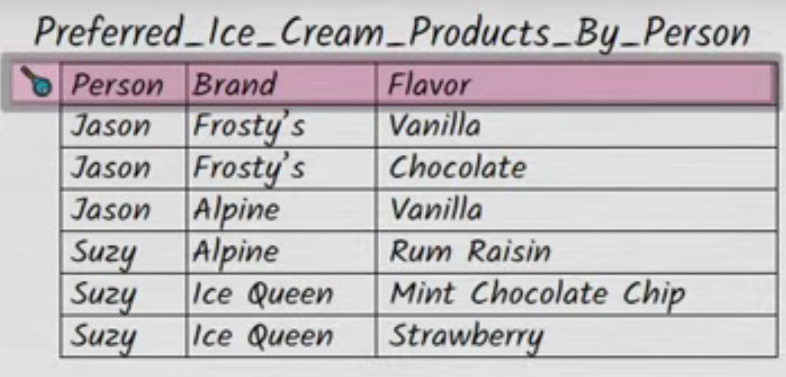 Preferred_Ice_Cream_Products_By_Person
Person Brand Flavor
Jason Frosty's Vanilla
Jason Frosty's Chocolate
Jason Alpine Vanilla
Suzy Alpine Rum Raisin
Suzy Ice Queen Mint Chocolate Chip
Suzy Ice Queen Strawberry